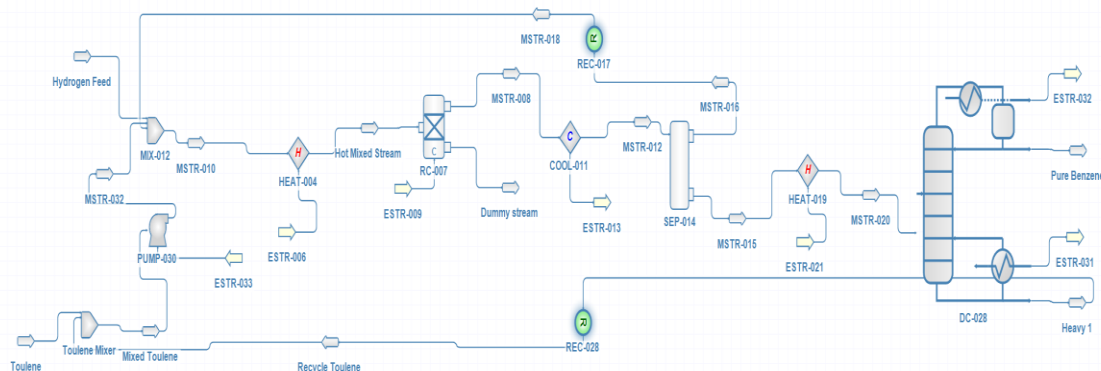 MSTR-018
REC-017
Hydrogen Feed
MSTR-008
MSTR-016
ESTR-032
MIX-012
MSTR-010
Hot Mixed Stream
C
RC-007
C
COOL-011
MSTR-012
H
HEAT-004
Pure Benzene
MSTR-032
ESTR-009
Dummy stream
ESTR-013
SEP-014
H
HEAT-019
MSTR-020
MSTR-015
PUMP-030
ESTR-006
ESTR-033
ESTR-021
ESTR-031
DC-028
Heavy 1
R
R
REC-028
Toulene
Toulene Mixer
Mixed Toulene
Recycle Toulene